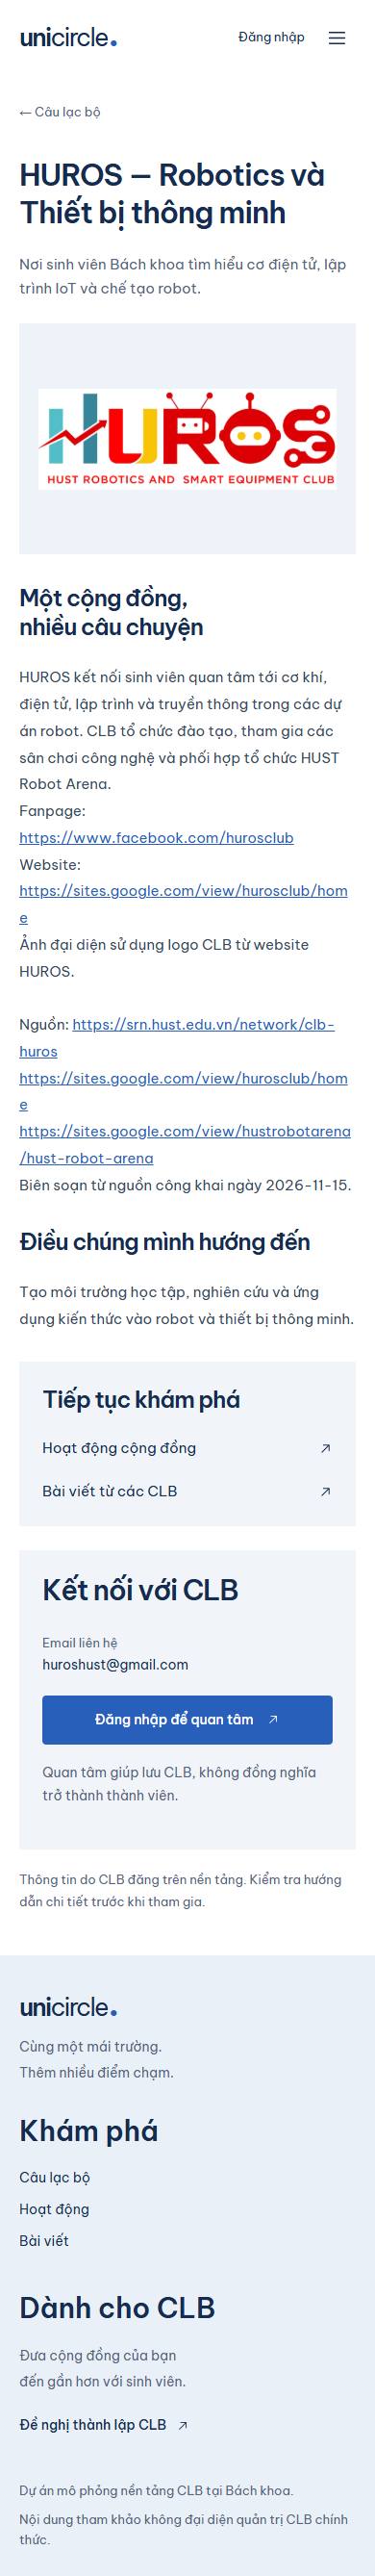 unicircle.
Đăng nhập
← Câu lạc bộ
HUROS — Robotics và
Thiết bị thông minh
Nơi sinh viên Bách khoa tìm hiểu cơ điện tử, lập
trình IoT và chế tạo robot.
HUROS
HUST ROBOTICS AND SMART EQUIPMENT CLUB
Một cộng đồng,
nhiều câu chuyện
HUROS kết nối sinh viên quan tâm tới cơ khí,
điện tử, lập trình và truyền thông trong các dự
án robot. CLB tổ chức đào tạo, tham gia các
sân chơi công nghệ và phối hợp tổ chức HUST
Robot Arena.
Fanpage:
https://www.facebook.com/hurosclub
Website:
https://sites.google.com/view/hurosclub/hom
e
Ảnh đại diện sử dụng logo CLB từ website
HUROS.
Nguồn: https://srn.hust.edu.vn/network/clb-
huros
https://sites.google.com/view/hurosclub/hom
e
https://sites.google.com/view/hustrobotarena
/hust-robot-arena
Biên soạn từ nguồn công khai ngày 2026-11-15.
Điều chúng mình hướng đến
Tạo môi trường học tập, nghiên cứu và ứng
dụng kiến thức vào robot và thiết bị thông minh.
Tiếp tục khám phá
Hoạt động cộng đồng ↗
Bài viết từ các CLB ↗
Kết nối với CLB
Email liên hệ
huroshust@gmail.com
Đăng nhập để quan tâm ↗
Quan tâm giúp lưu CLB, không đồng nghĩa
trở thành thành viên.
Thông tin do CLB đăng trên nền tảng. Kiểm tra hướng
dẫn chi tiết trước khi tham gia.
unicircle.
Cùng một mái trường.
Thêm nhiều điểm chạm.
Khám phá
Câu lạc bộ
Hoạt động
Bài viết
Dành cho CLB
Đưa cộng đồng của bạn
đến gần hơn với sinh viên.
Đề nghị thành lập CLB ↗
Dự án mô phỏng nền tảng CLB tại Bách khoa.
Nội dung tham khảo không đại diện quản trị CLB chính
thức.